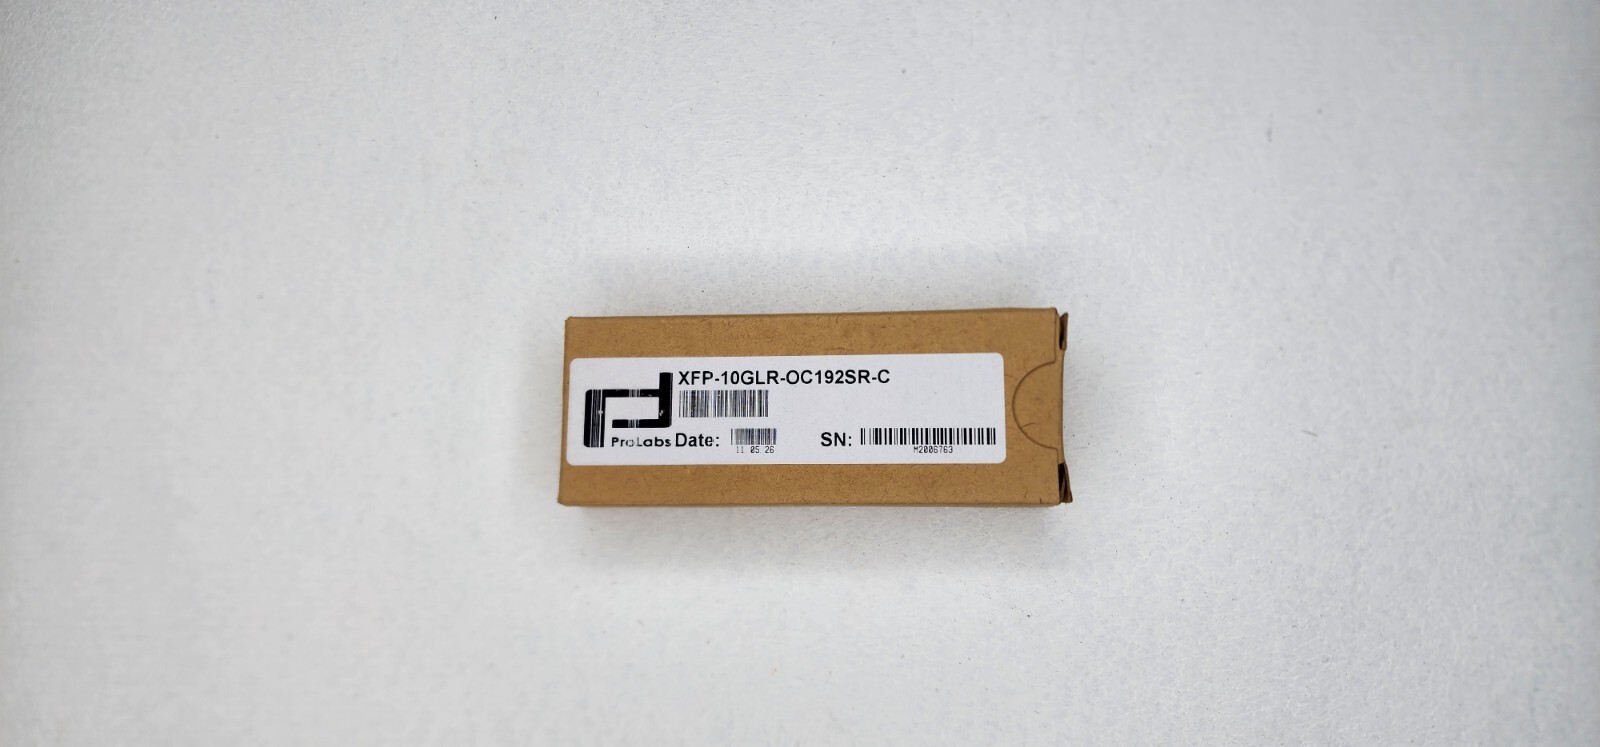 XFP-10GLR-OC192SR-C
ProLabs Date: SN:
11 05 26 M2006763